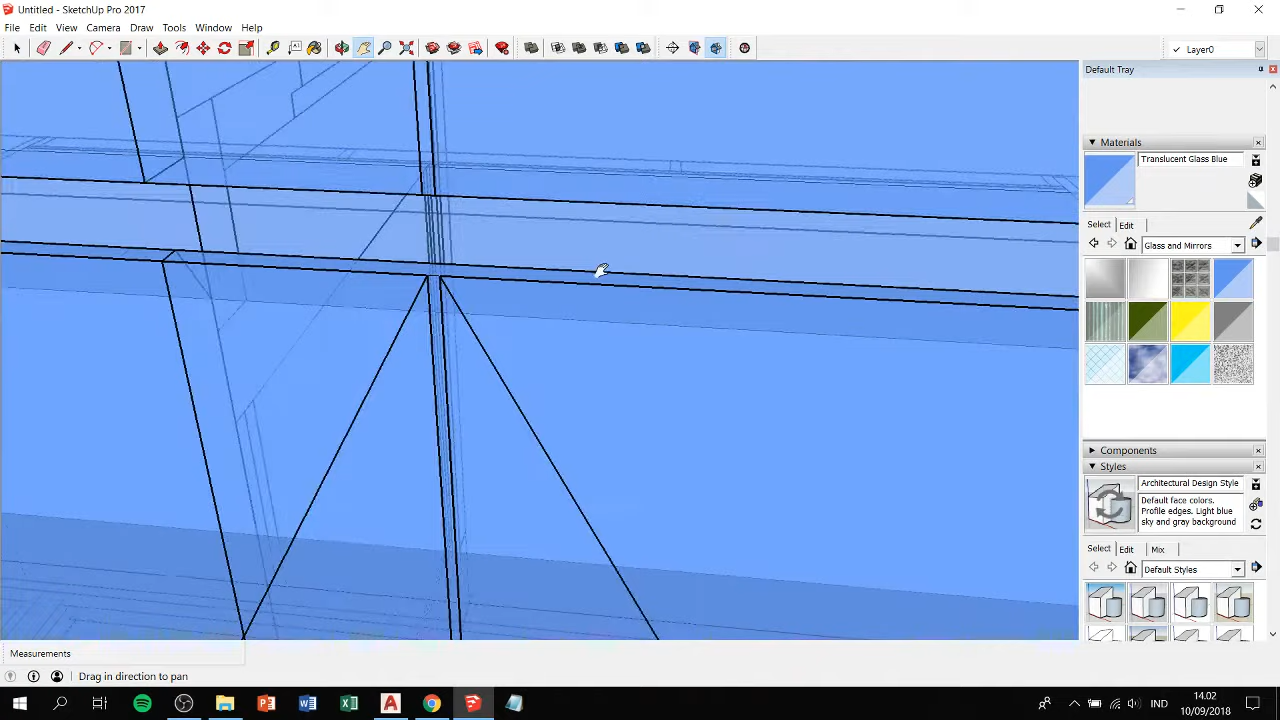 Untitled - SketchUp Pro 2017
File Edit View Camera Draw Tools Window Help
Layer0
Default Tray
Materials
Translucent Glass Blue
Select Edit
Glass and Mirrors
Components
Styles
Architectural Design Style
Default face colors.
Profile edges. Light blue
sky and gray background
Select Edit Mix
Default Styles
Measurements
Drag in direction to pan
IND
14.02
10/09/2018